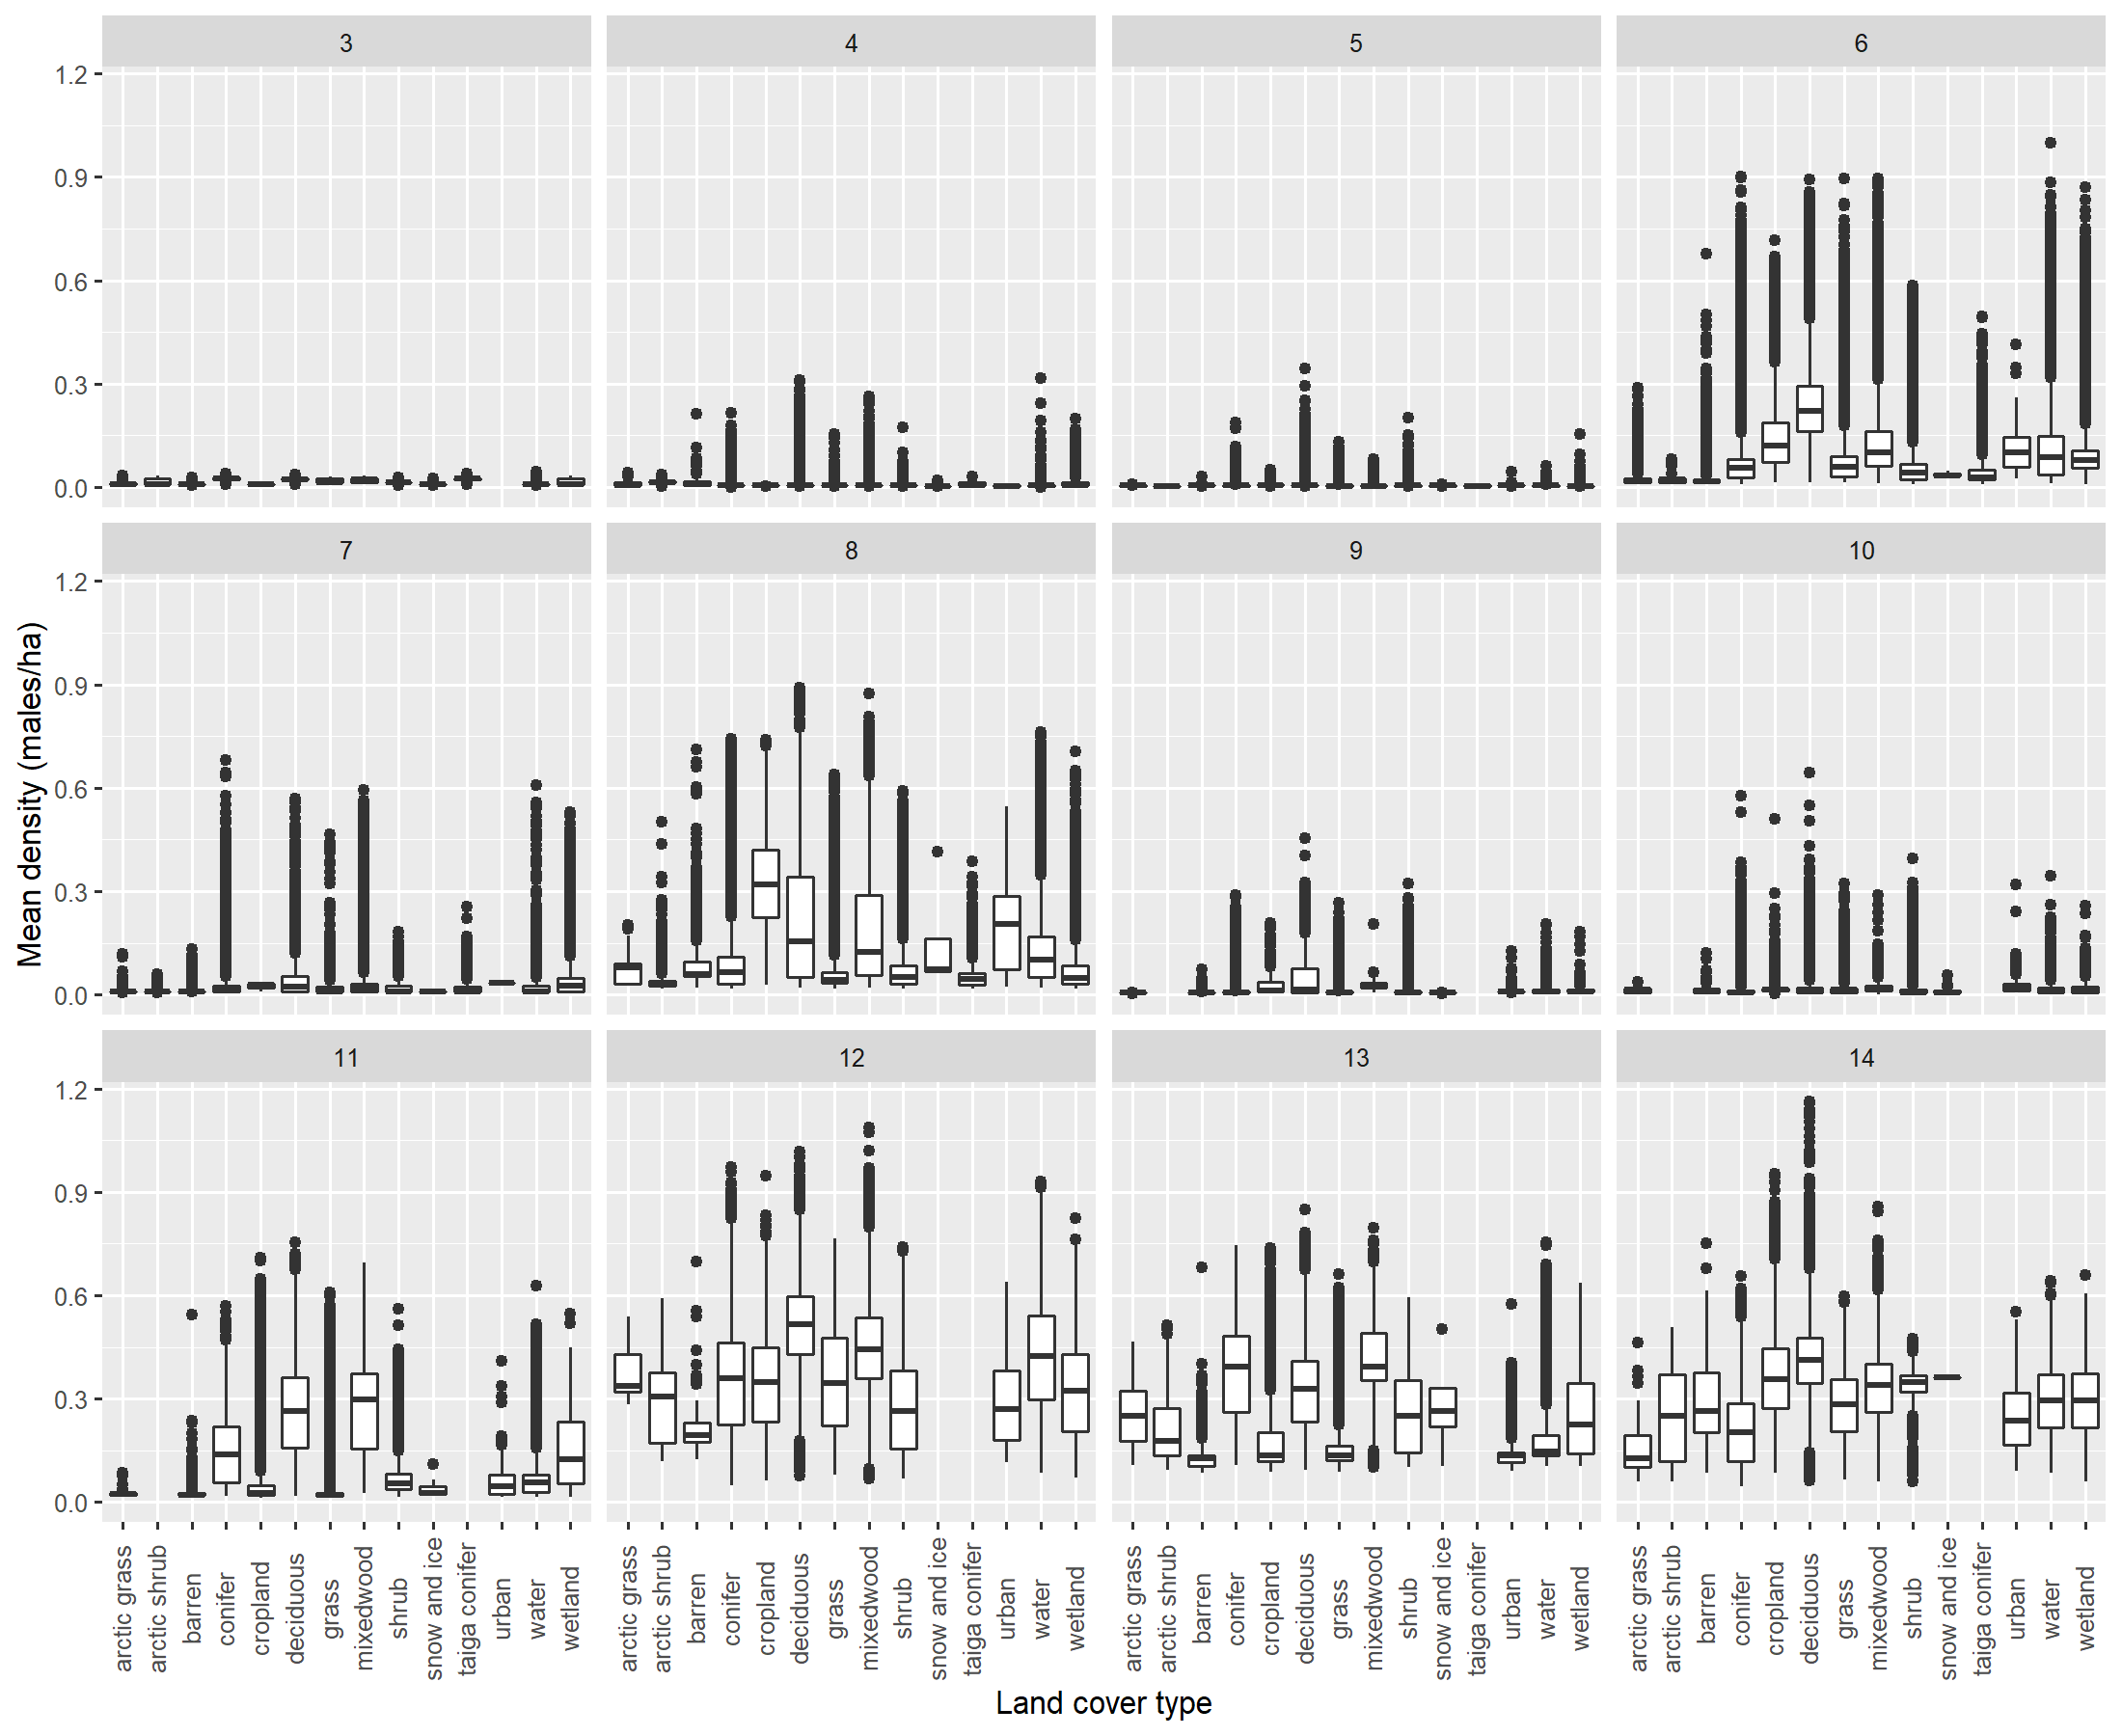 3 4 5 6
1.2
0.9
0.6
0.3
0.0
7 8 9 10
1.2
0.9
0.6
0.3
0.0
11 12 13 14
1.2
0.9
0.6
0.3
0.0
Mean density (males/ha)
arctic grass arctic shrub barren conifer cropland deciduous grass mixedwood shrub snow and ice taiga conifer urban water wetland
arctic grass arctic shrub barren conifer cropland deciduous grass mixedwood shrub snow and ice taiga conifer urban water wetland
arctic grass arctic shrub barren conifer cropland deciduous grass mixedwood shrub snow and ice taiga conifer urban water wetland
arctic grass arctic shrub barren conifer cropland deciduous grass mixedwood shrub snow and ice taiga conifer urban water wetland
Land cover type